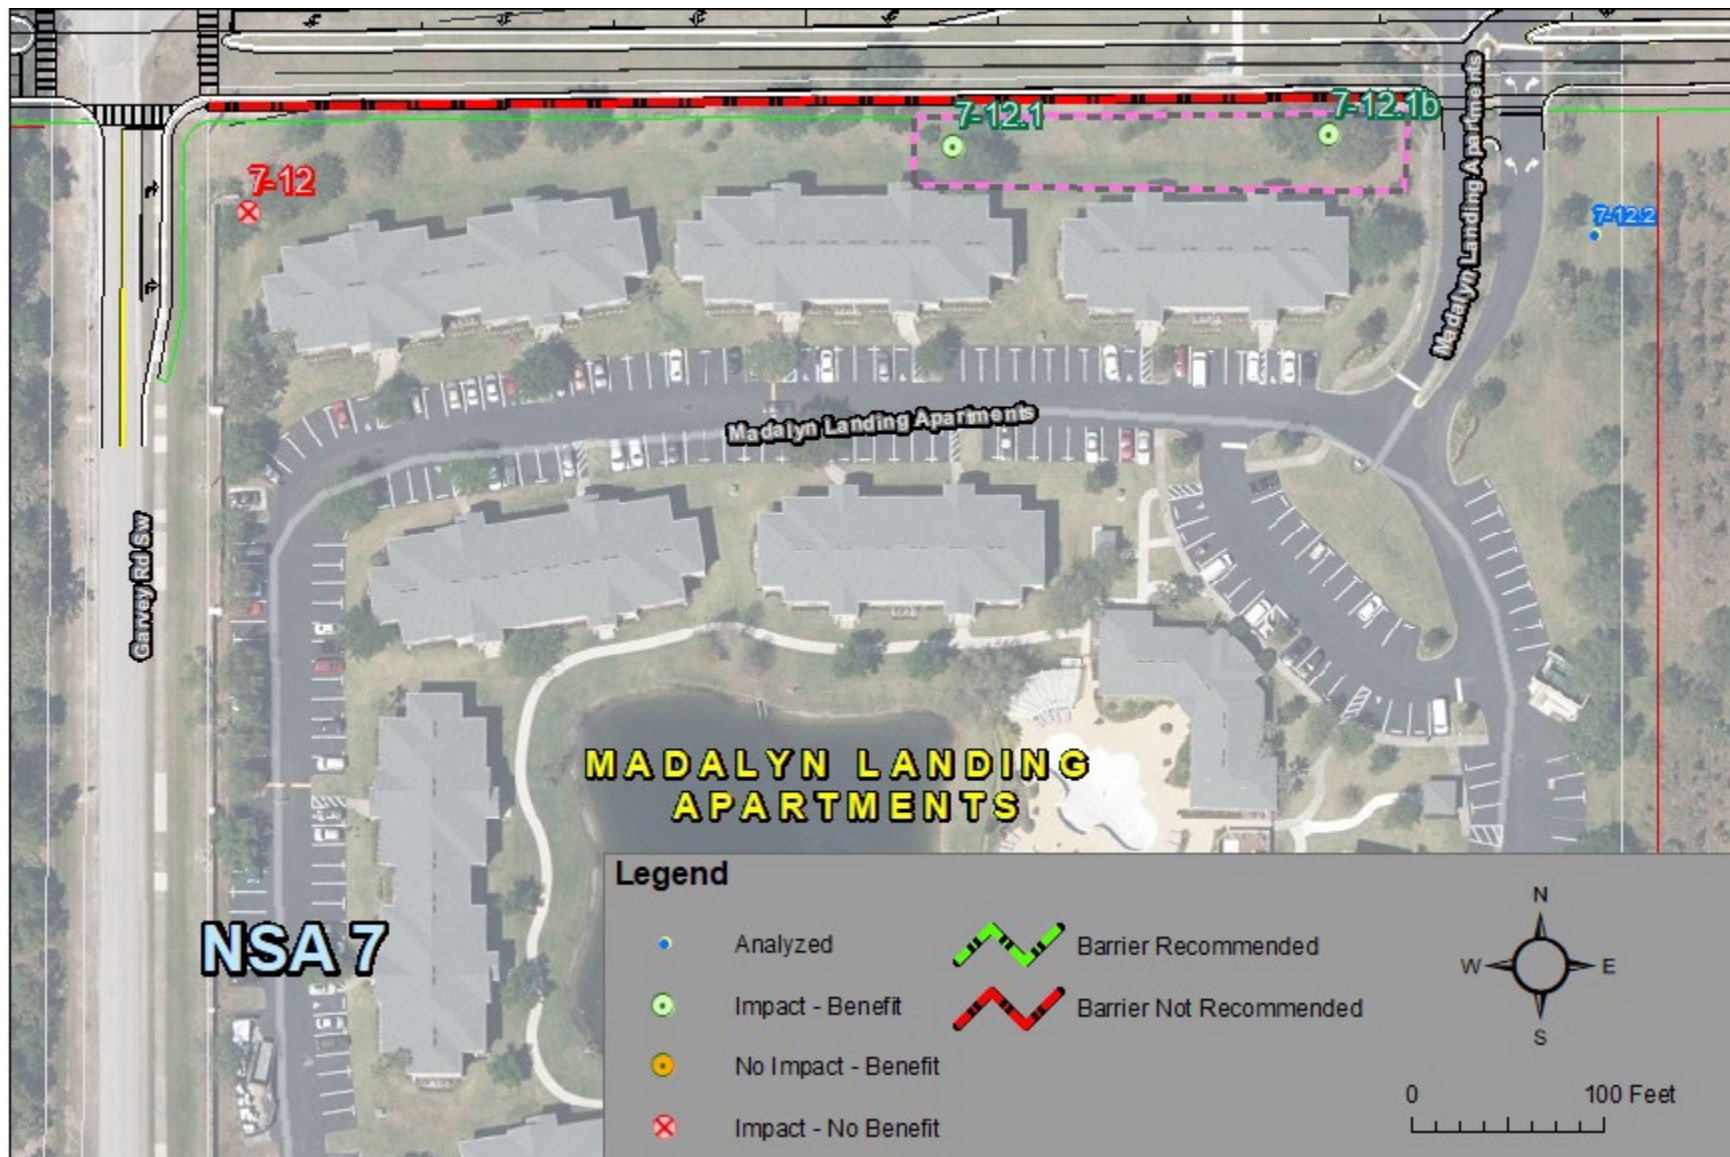 7-12.1
7-12.1b
7-12
7-12.2
Madalyn Landing Apartments
Madalyn Landing Apartments
Garvey Rd Sw
MADALYN LANDING
APARTMENTS
NSA 7
Legend
Analyzed
Impact - Benefit
No Impact - Benefit
Impact - No Benefit
Barrier Recommended
Barrier Not Recommended
N
W
E
S
0
100 Feet